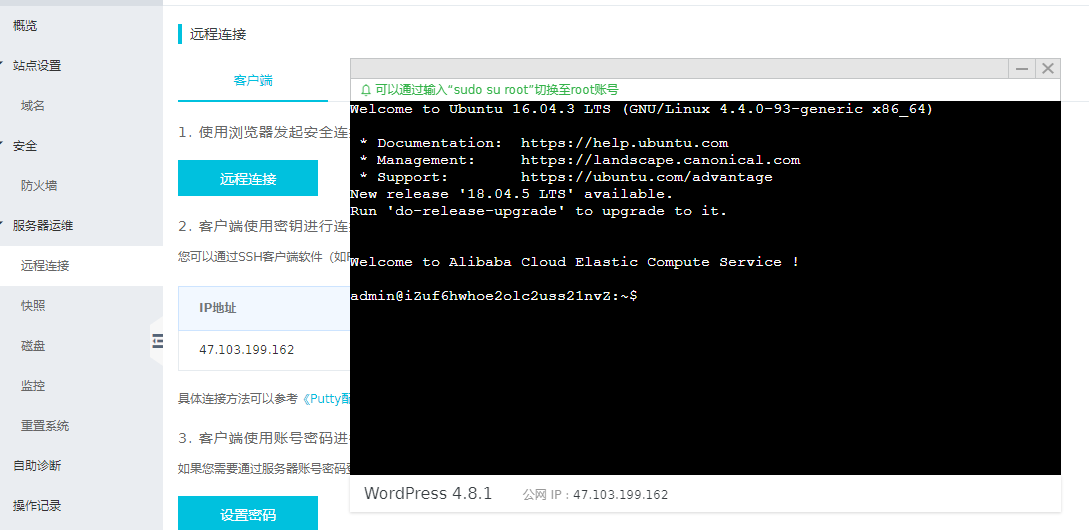 概览
站点设置
域名
安全
防火墙
服务器运维
远程连接
快照
磁盘
监控
重置系统
自助诊断
操作记录
远程连接
客户端
1. 使用浏览器发起安全连
远程连接
2. 客户端使用密钥进行连
您可以通过SSH客户端软件（如
IP地址
47.103.199.162
具体连接方法可以参考《Putty配
3. 客户端使用账号密码进
如果您需要通过服务器账号密码
设置密码
可以通过输入“sudo su root”切换至root账号
Welcome to Ubuntu 16.04.3 LTS (GNU/Linux 4.4.0-93-generic x86_64)
* Documentation: https://help.ubuntu.com
* Management: https://landscape.canonical.com
* Support: https://ubuntu.com/advantage
New release '18.04.5 LTS' available.
Run 'do-release-upgrade' to upgrade to it.
Welcome to Alibaba Cloud Elastic Compute Service !
admin@iZuf6hwhoe2olc2uss21nvZ:~$
WordPress 4.8.1
公网 IP：47.103.199.162